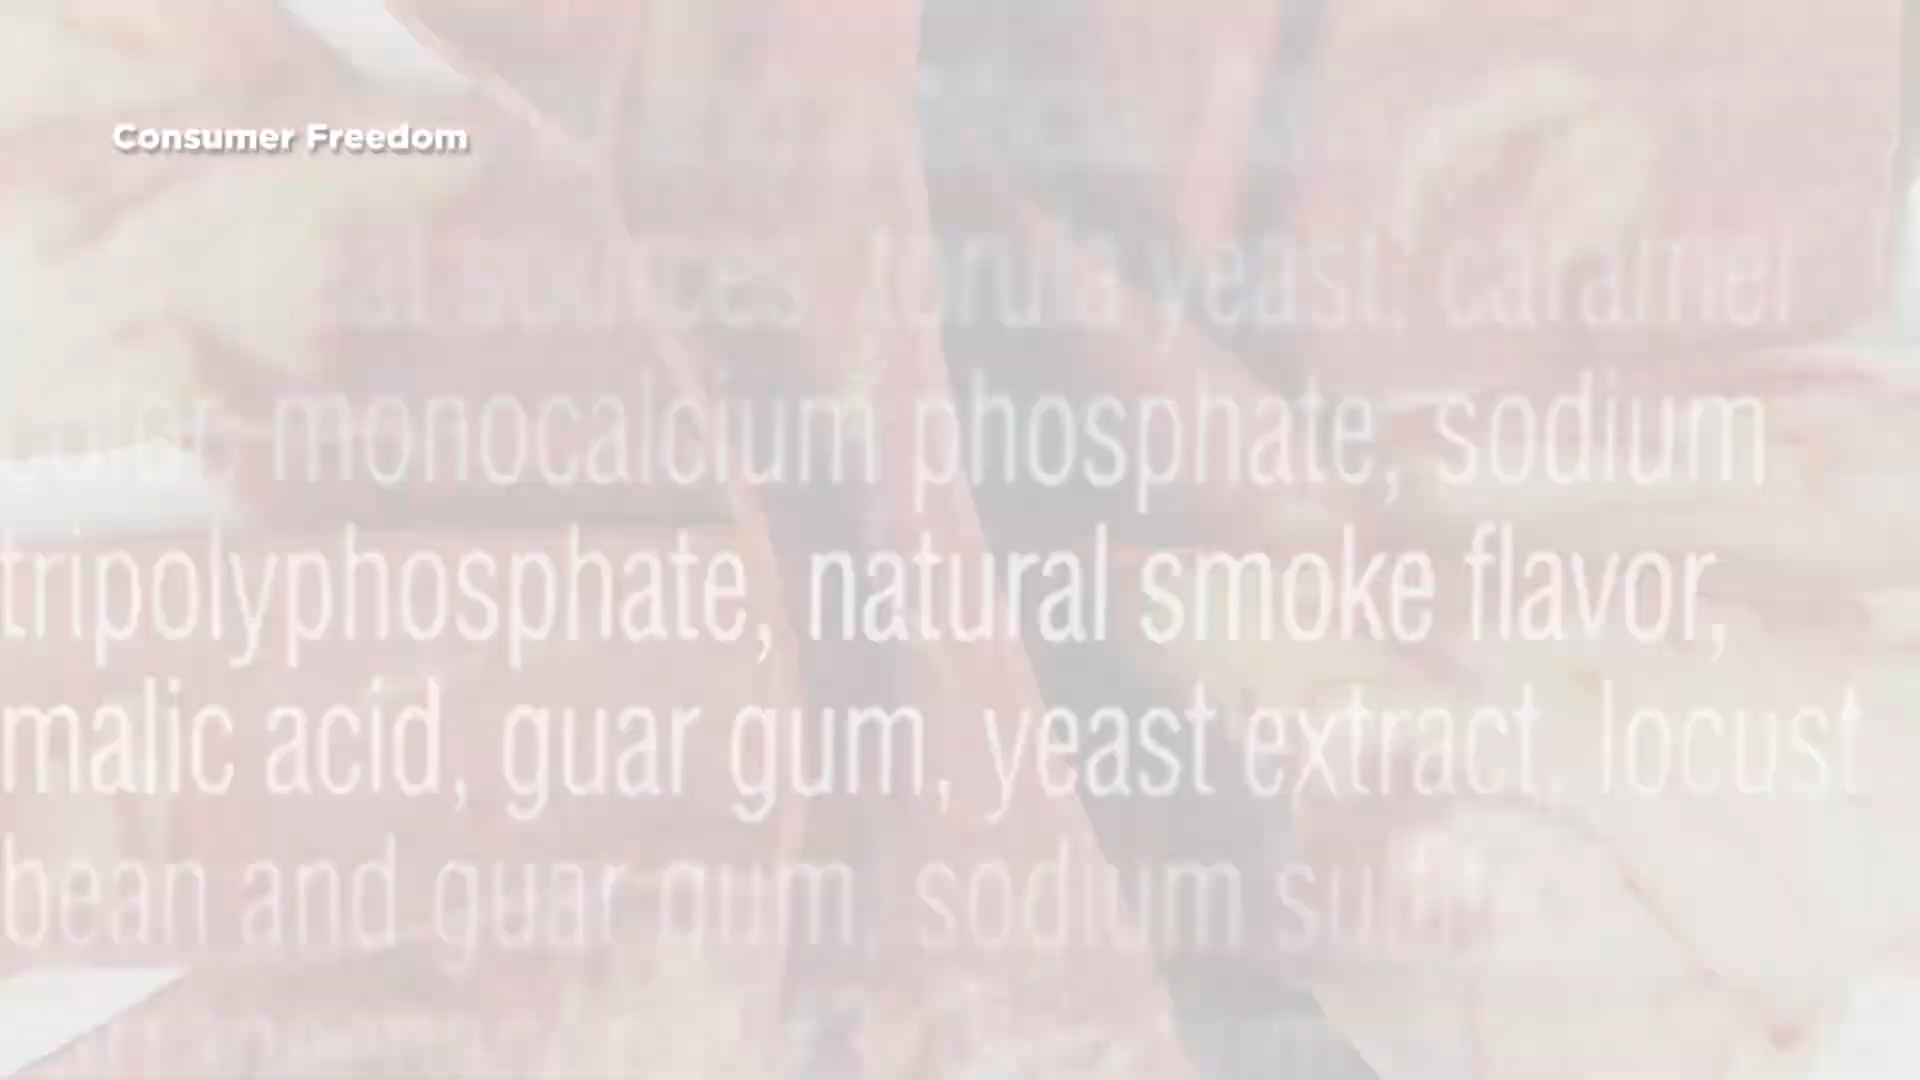 Consumer Freedom
sources, torula yeast, caramel
color, monocalcium phosphate, sodium
tripolyphosphate, natural smoke flavor,
malic acid, guar gum, yeast extract, locust
bean and guar gum, sodium